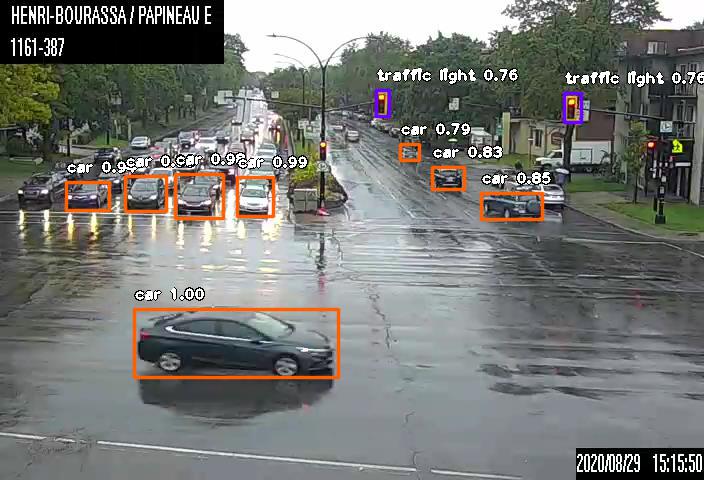 HENRI-BOURASSA / PAPINEAU E
1161-387
traffic light 0.76
traffic light 0.76
car 0.79
car 0.83
car 0.85
car 0.99
car 1.00
2020/08/29 15:15:50